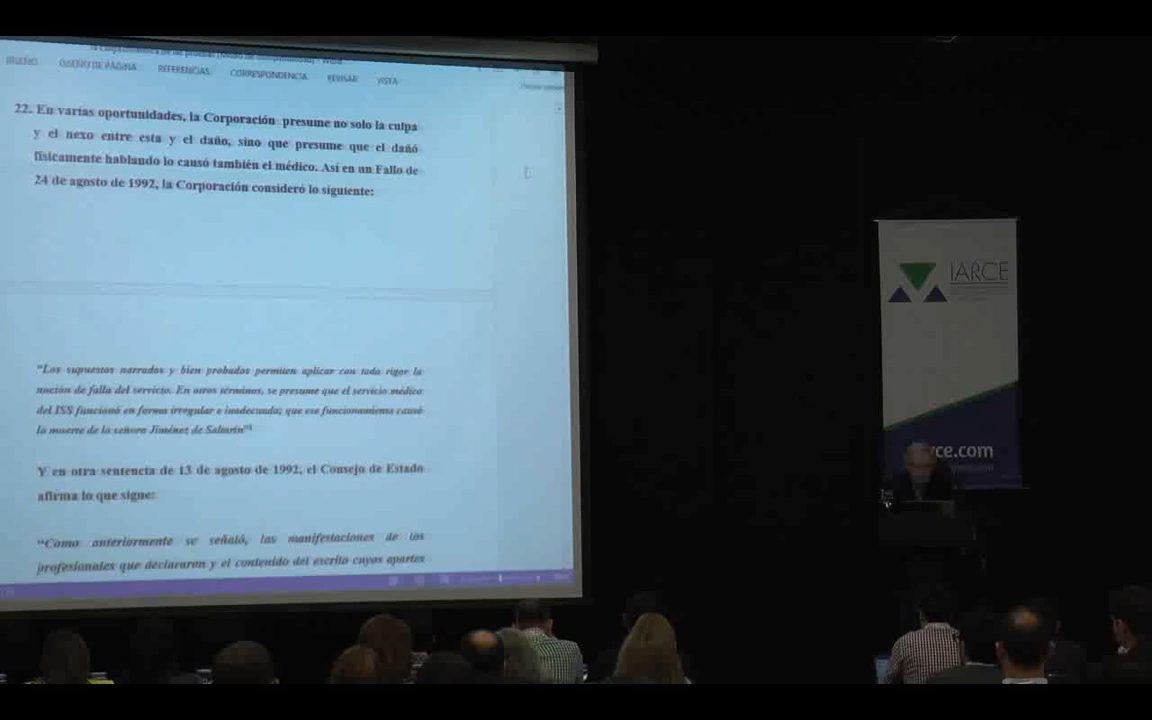 DISEÑO DISEÑO DE PÁGINA REFERENCIAS CORRESPONDENCIA REVISAR VISTA
22. En varias oportunidades, la Corporación presume no solo la culpa
y el nexo entre esta y el daño, sino que presume que el dañó
físicamente hablando lo causó también el médico. Así en un Fallo de
24 de agosto de 1992, la Corporación consideró lo siguiente:
"Los supuestos narrados y bien probados permiten aplicar con todo rigor la
noción de falla del servicio. En otros términos, se presume que el servicio médico
del ISS funcionó en forma irregular e inadecuada; que ese funcionamiento causó
la muerte de la señora Jiménez de Saltarín"
Y en otra sentencia de 13 de agosto de 1992, el Consejo de Estado
afirma lo que sigue:
"Como anteriormente se señaló, las manifestaciones de los
profesionales que declararon y el contenido del escrito cuyos apartes
IARCE
rce.com